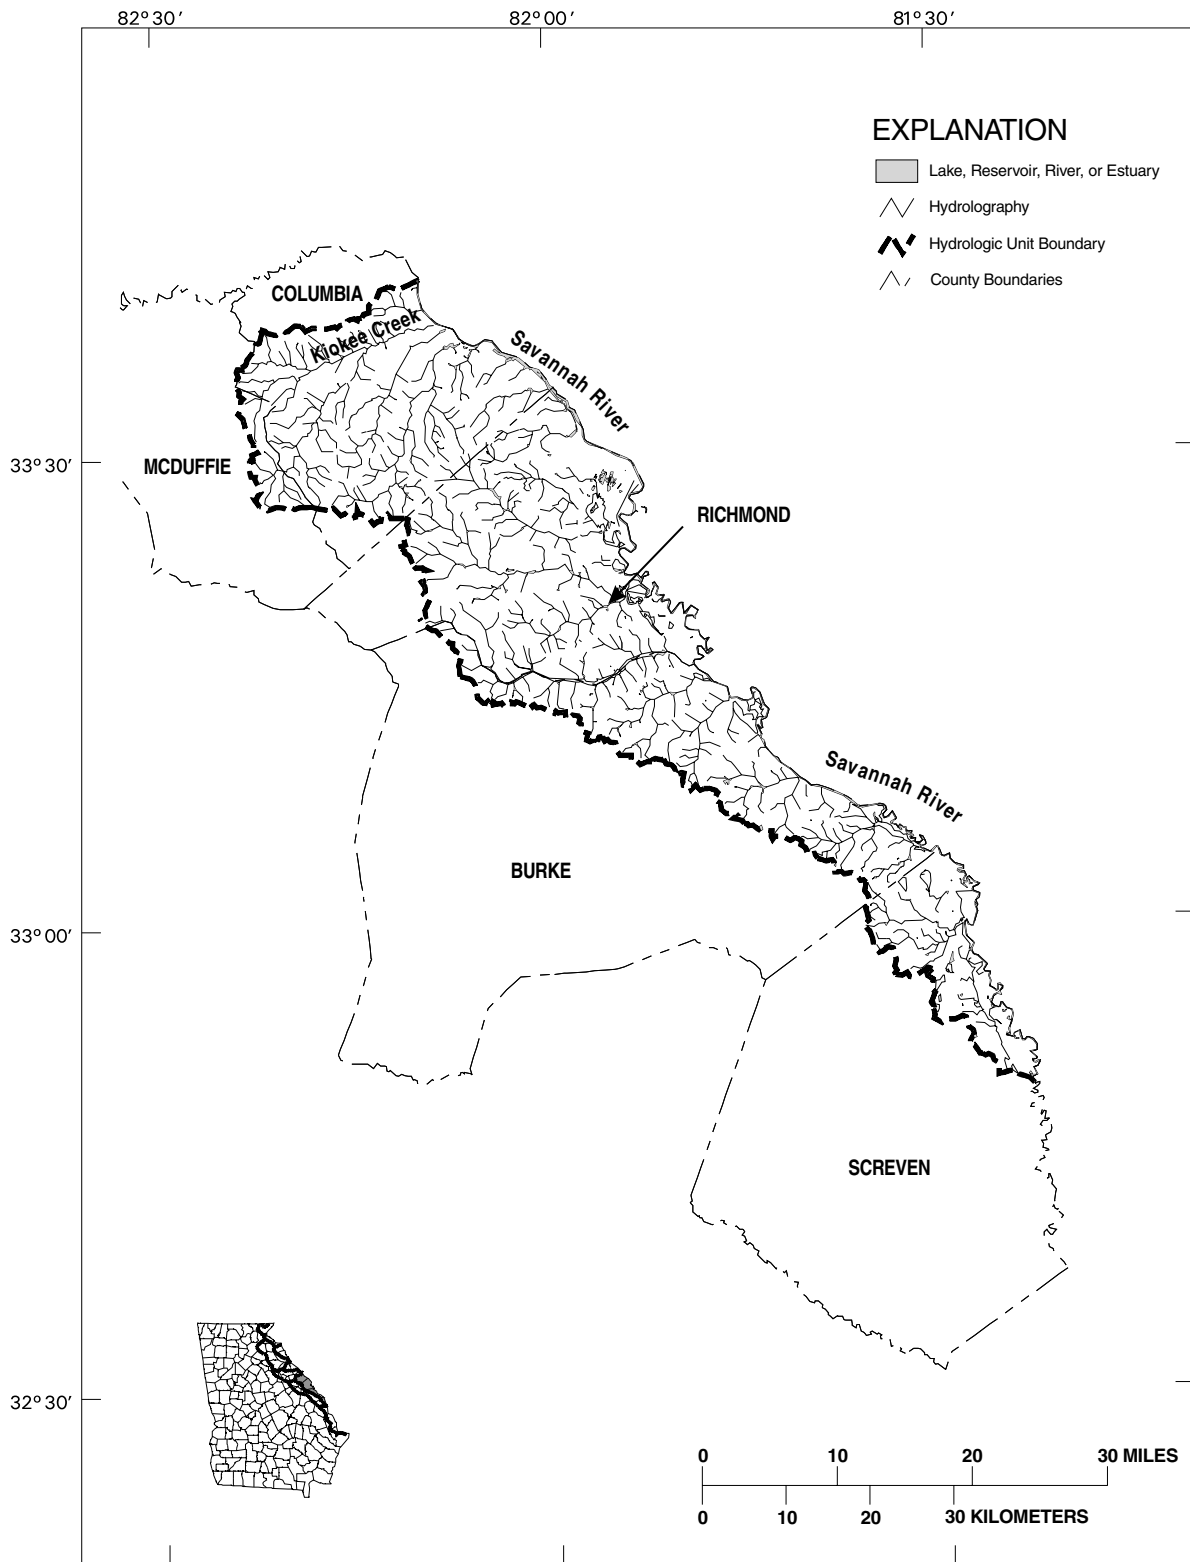 82°30'
82°00'
81°30'
EXPLANATION
Lake, Reservoir, River, or Estuary
Hydrolography
Hydrologic Unit Boundary
County Boundaries
COLUMBIA
Kiokee Creek
Savannah River
33°30'
MCDUFFIE
RICHMOND
Savannah River
BURKE
33°00'
SCREVEN
32°30'
0 10 20 30 MILES
0 10 20 30 KILOMETERS